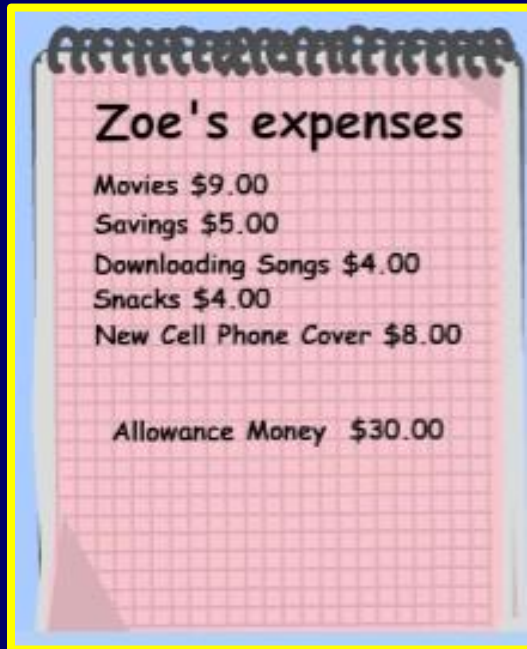 Zoe's expenses
Movies $9.00
Savings $5.00
Downloading Songs $4.00
Snacks $4.00
New Cell Phone Cover $8.00
Allowance Money $30.00